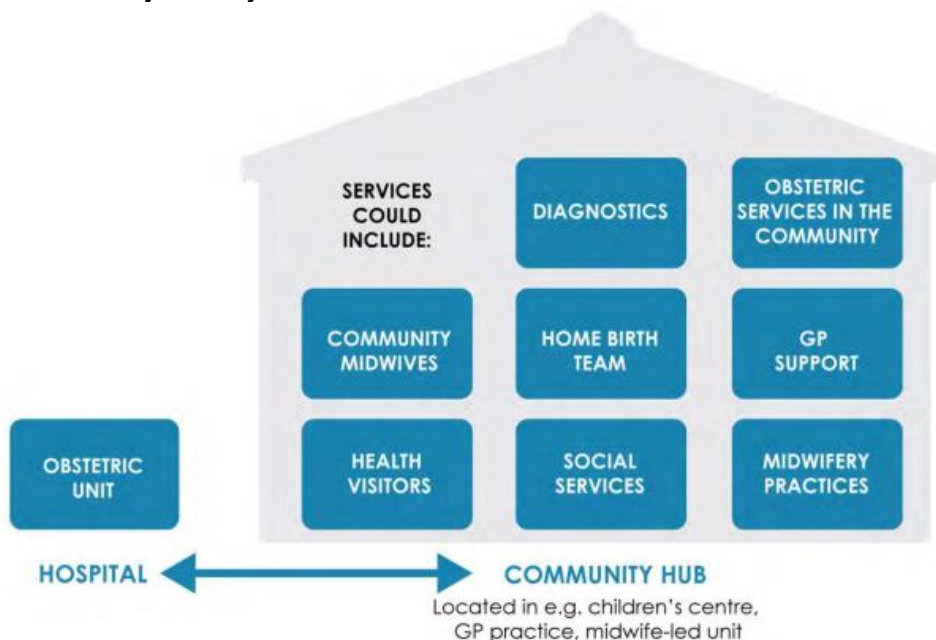 SERVICES
COULD
INCLUDE:
DIAGNOSTICS
OBSTETRIC
SERVICES IN THE
COMMUNITY
COMMUNITY
MIDWIVES
HOME BIRTH
TEAM
GP
SUPPORT
OBSTETRIC
UNIT
HEALTH
VISITORS
SOCIAL
SERVICES
MIDWIFERY
PRACTICES
HOSPITAL
COMMUNITY HUB
Located in e.g. children's centre,
GP practice, midwife-led unit